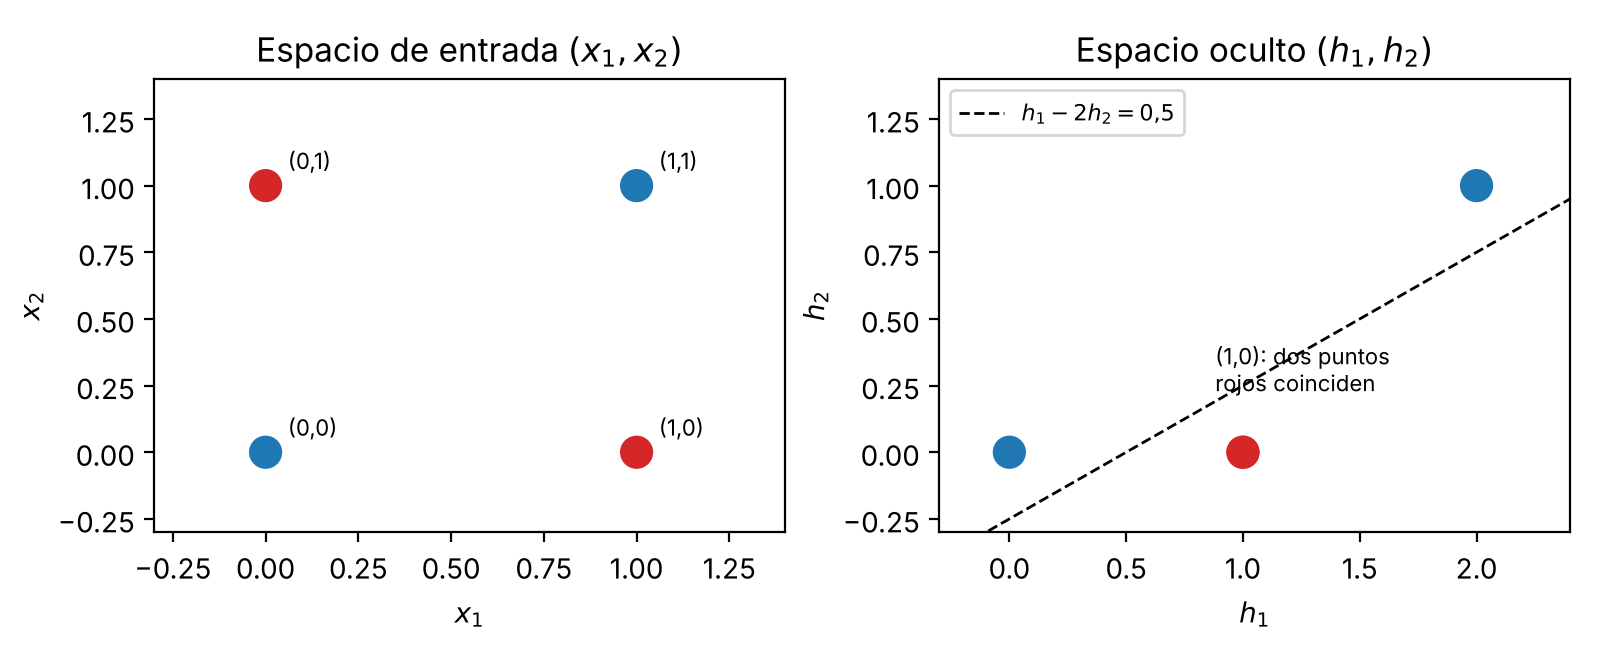 Espacio de entrada (x₁, x₂)
x₂
1.25
1.00
0.75
0.50
0.25
0.00
−0.25
(0,1)
(1,1)
(0,0)
(1,0)
−0.25 0.00 0.25 0.50 0.75 1.00 1.25
x₁
Espacio oculto (h₁, h₂)
h₂
1.25
1.00
0.75
0.50
0.25
0.00
−0.25
h₁ − 2h₂ = 0,5
(1,0): dos puntos
rojos coinciden
0.0 0.5 1.0 1.5 2.0
h₁